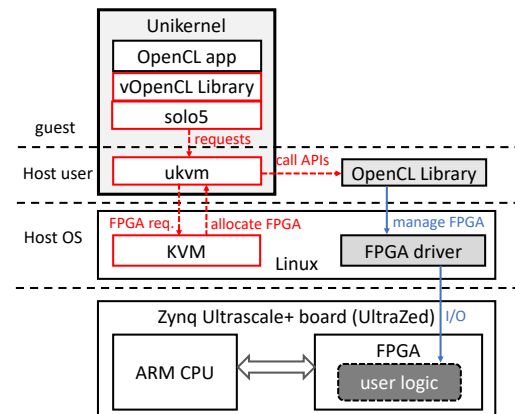 Unikernel
OpenCL app
vOpenCL Library
solo5
guest
requests
call APIs
Host user
ukvm
OpenCL Library
FPGA req.
allocate FPGA
manage FPGA
Host OS
KVM
FPGA driver
Linux
Zynq Ultrascale+ board (UltraZed)
I/O
ARM CPU
FPGA
user logic